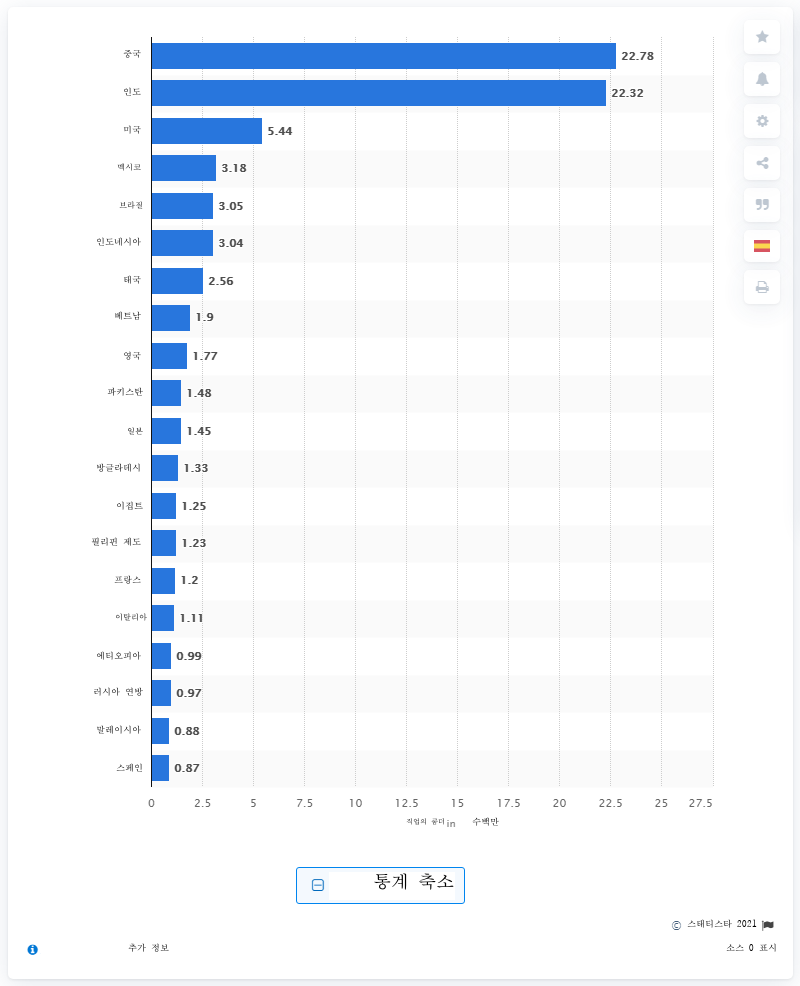 중국 22.78
인도 22.32
미국 5.44
멕시코 3.18
브라질 3.05
인도네시아 3.04
태국 2.56
베트남 1.9
영국 1.77
파키스탄 1.48
일본 1.45
방글라데시 1.33
이집트 1.25
필리핀 제도 1.23
프랑스 1.2
이탈리아 1.11
에티오피아 0.99
러시아 연방 0.97
말레이시아 0.88
스페인 0.87
0 2.5 5 7.5 10 12.5 15 17.5 20 22.5 25 27.5
직업의 in 수백만
통계 축소
© 스태티스타 2021
추가 정보 소스 0 표시